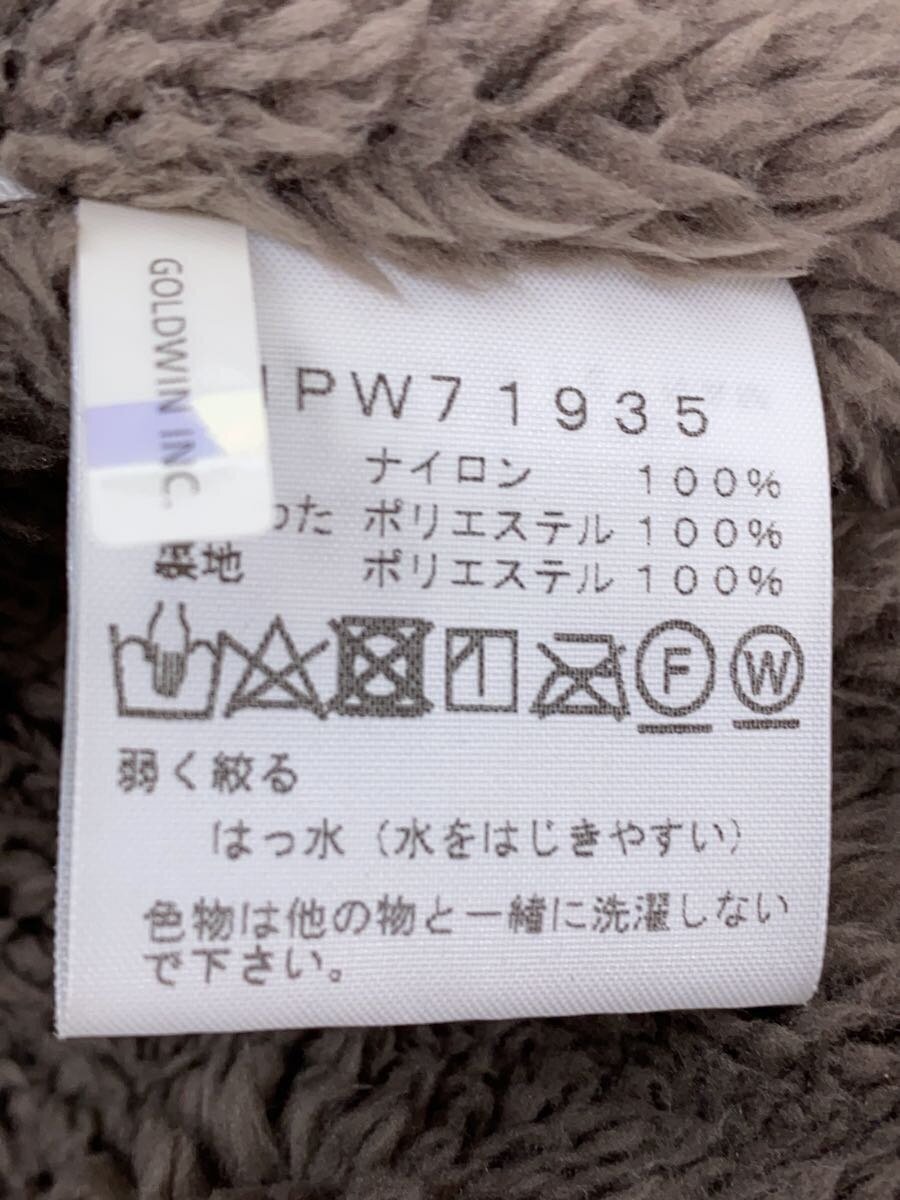 GOLDWIN INC.
PW71935
ナイロン 100%
わた ポリエステル 100%
裏地 ポリエステル 100%
F W
弱く絞る
はっ水 (水をはじきやすい)
色物は他の物と一緒に洗濯しない
で下さい。